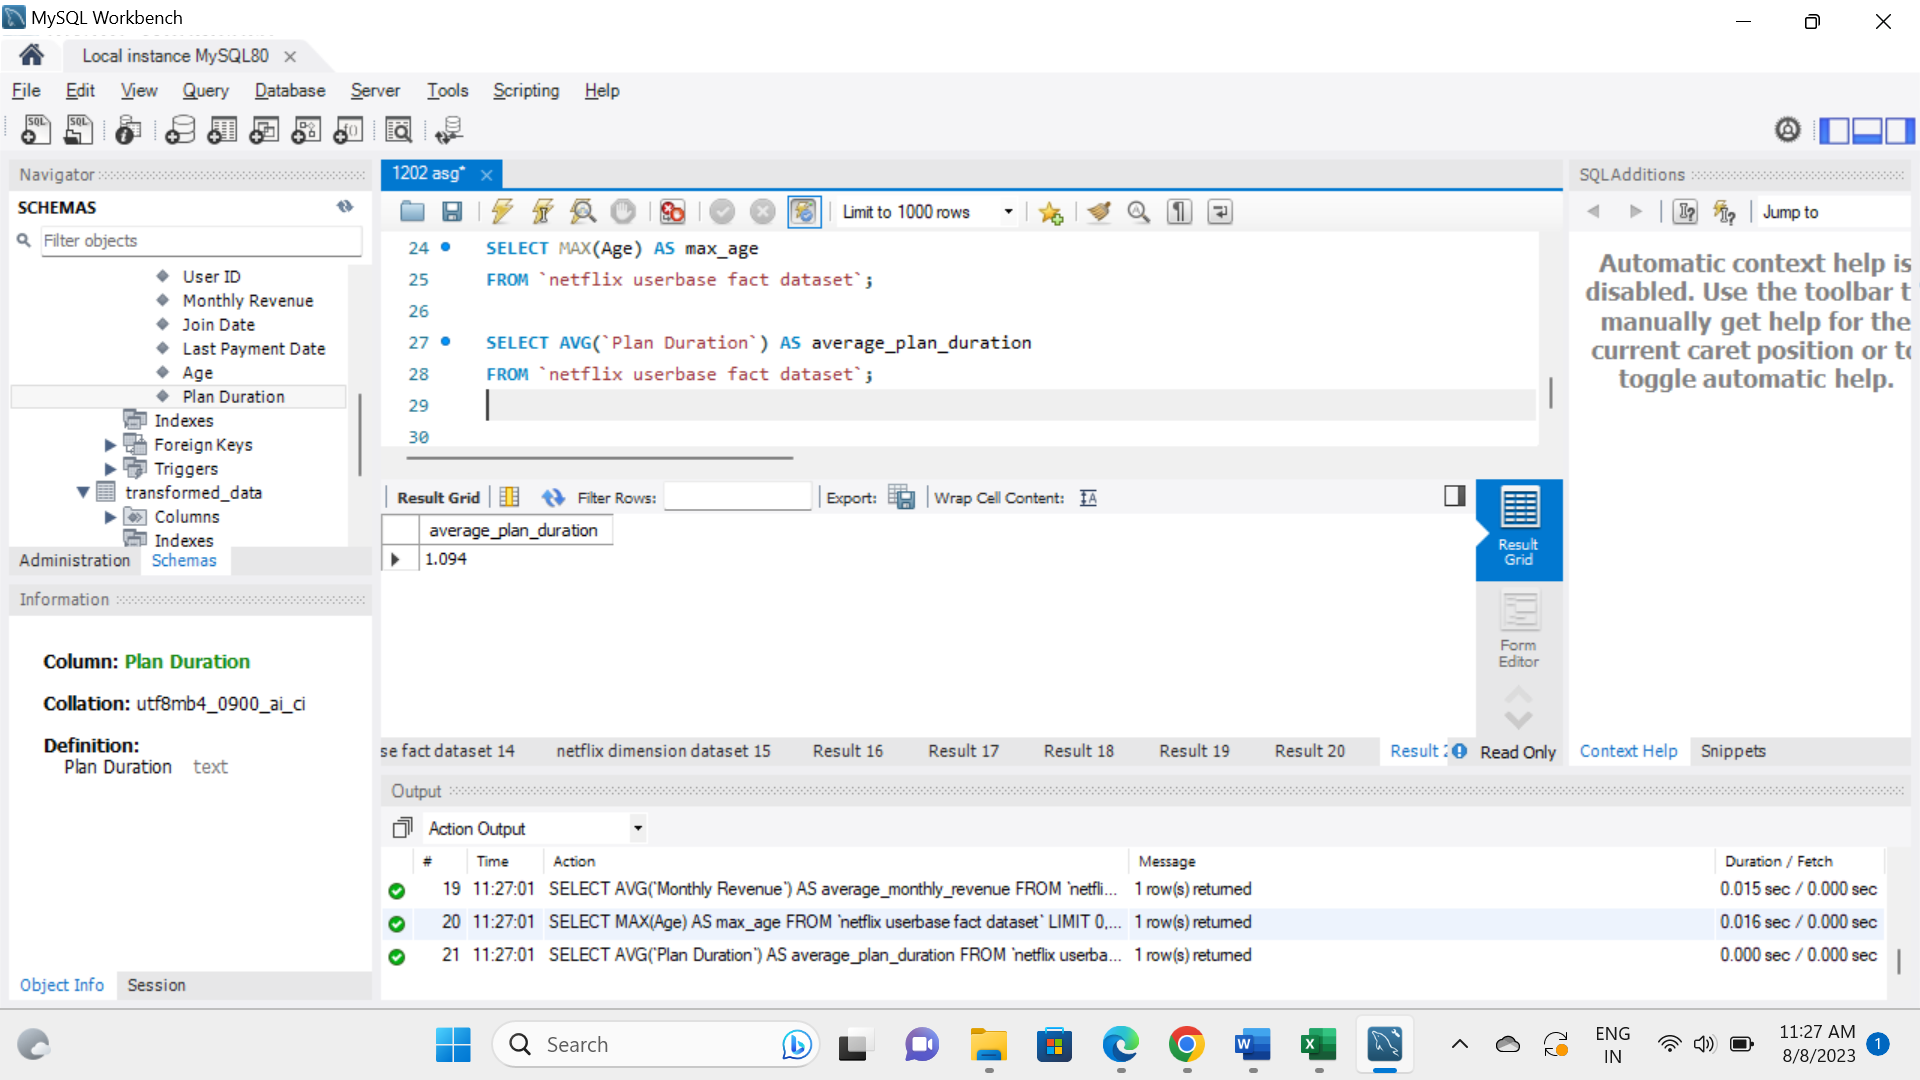 MySQL Workbench
Local instance MySQL80
File Edit View Query Database Server Tools Scripting Help
Navigator
SCHEMAS
Filter objects
User ID
Monthly Revenue
Join Date
Last Payment Date
Age
Plan Duration
Indexes
Foreign Keys
Triggers
transformed_data
Columns
Indexes
Administration Schemas
Information
Column: Plan Duration
Collation: utf8mb4_0900_ai_ci
Definition:
Plan Duration text
Object Info Session
1202 asg*
Limit to 1000 rows
24 SELECT MAX(Age) AS max_age
25 FROM `netflix userbase fact dataset`;
26
27 SELECT AVG(`Plan Duration`) AS average_plan_duration
28 FROM `netflix userbase fact dataset`;
29
30
Result Grid Filter Rows: Export: Wrap Cell Content:
average_plan_duration
1.094
Result
Grid
Form
Editor
se fact dataset 14 netflix dimension dataset 15 Result 16 Result 17 Result 18 Result 19 Result 20 Result 2 Read Only
SQLAdditions
Jump to
Automatic context help is
disabled. Use the toolbar t
manually get help for the
current caret position or to
toggle automatic help.
Context Help Snippets
Output
Action Output
# Time Action Message Duration / Fetch
19 11:27:01 SELECT AVG(`Monthly Revenue`) AS average_monthly_revenue FROM `netfli... 1 row(s) returned 0.015 sec / 0.000 sec
20 11:27:01 SELECT MAX(Age) AS max_age FROM `netflix userbase fact dataset` LIMIT 0,... 1 row(s) returned 0.016 sec / 0.000 sec
21 11:27:01 SELECT AVG(`Plan Duration`) AS average_plan_duration FROM `netflix userba... 1 row(s) returned 0.000 sec / 0.000 sec
Search
ENG
IN
11:27 AM
8/8/2023
1